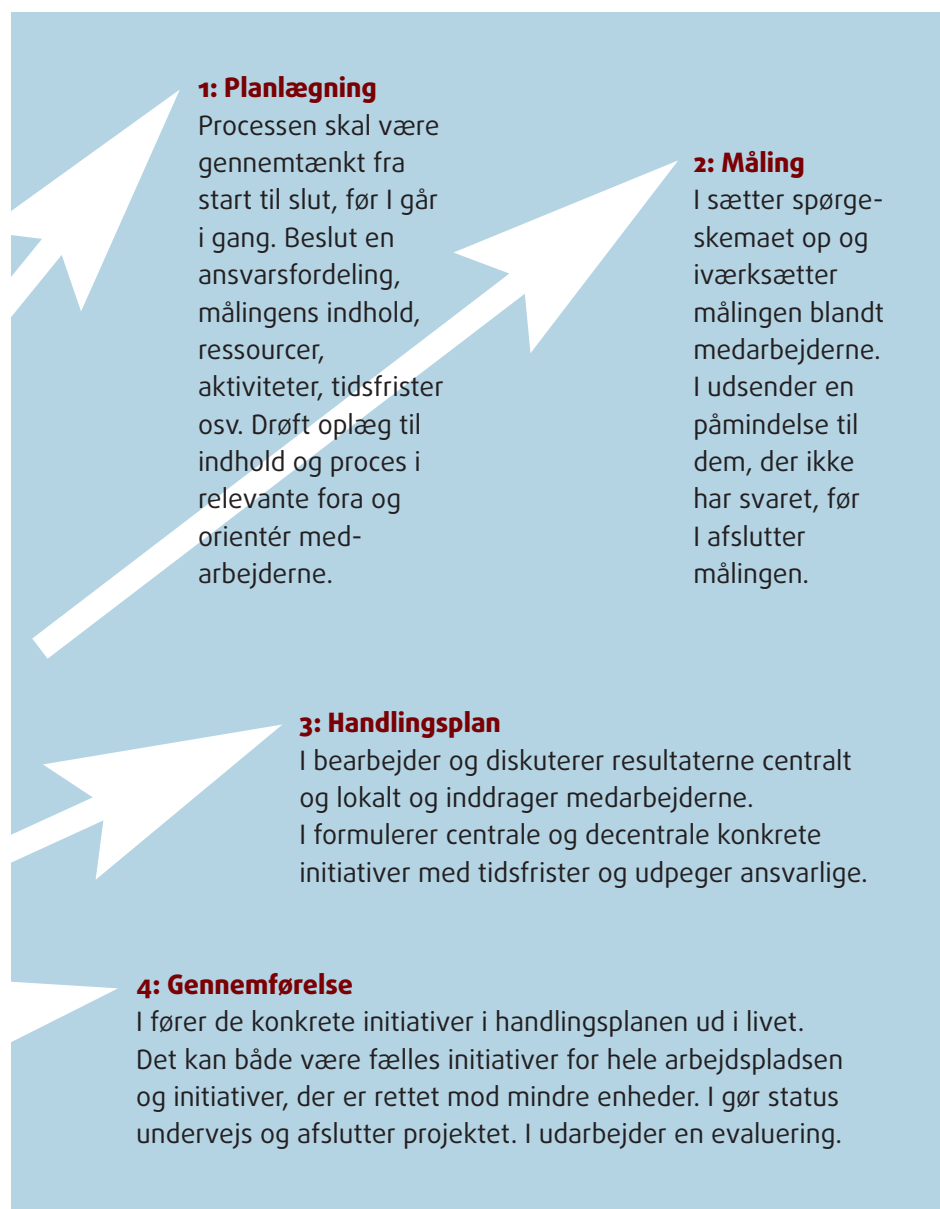 1: Planlægning
Processen skal være
gennemtænkt fra
start til slut, før I går
i gang. Beslut en
ansvarsfordeling,
målingens indhold,
ressourcer,
aktiviteter, tidsfrister
osv. Drøft oplæg til
indhold og proces i
relevante fora og
orientér med-
arbejderne.
2: Måling
I sætter spørge-
skemaet op og
iværksætter
målingen blandt
medarbejderne.
I udsender en
påmindelse til
dem, der ikke
har svaret, før
I afslutter
målingen.
3: Handlingsplan
I bearbejder og diskuterer resultaterne centralt
og lokalt og inddrager medarbejderne.
I formulerer centrale og decentrale konkrete
initiativer med tidsfrister og udpeger ansvarlige.
4: Gennemførelse
I fører de konkrete initiativer i handlingsplanen ud i livet.
Det kan både være fælles initiativer for hele arbejdspladsen
og initiativer, der er rettet mod mindre enheder. I gør status
undervejs og afslutter projektet. I udarbejder en evaluering.